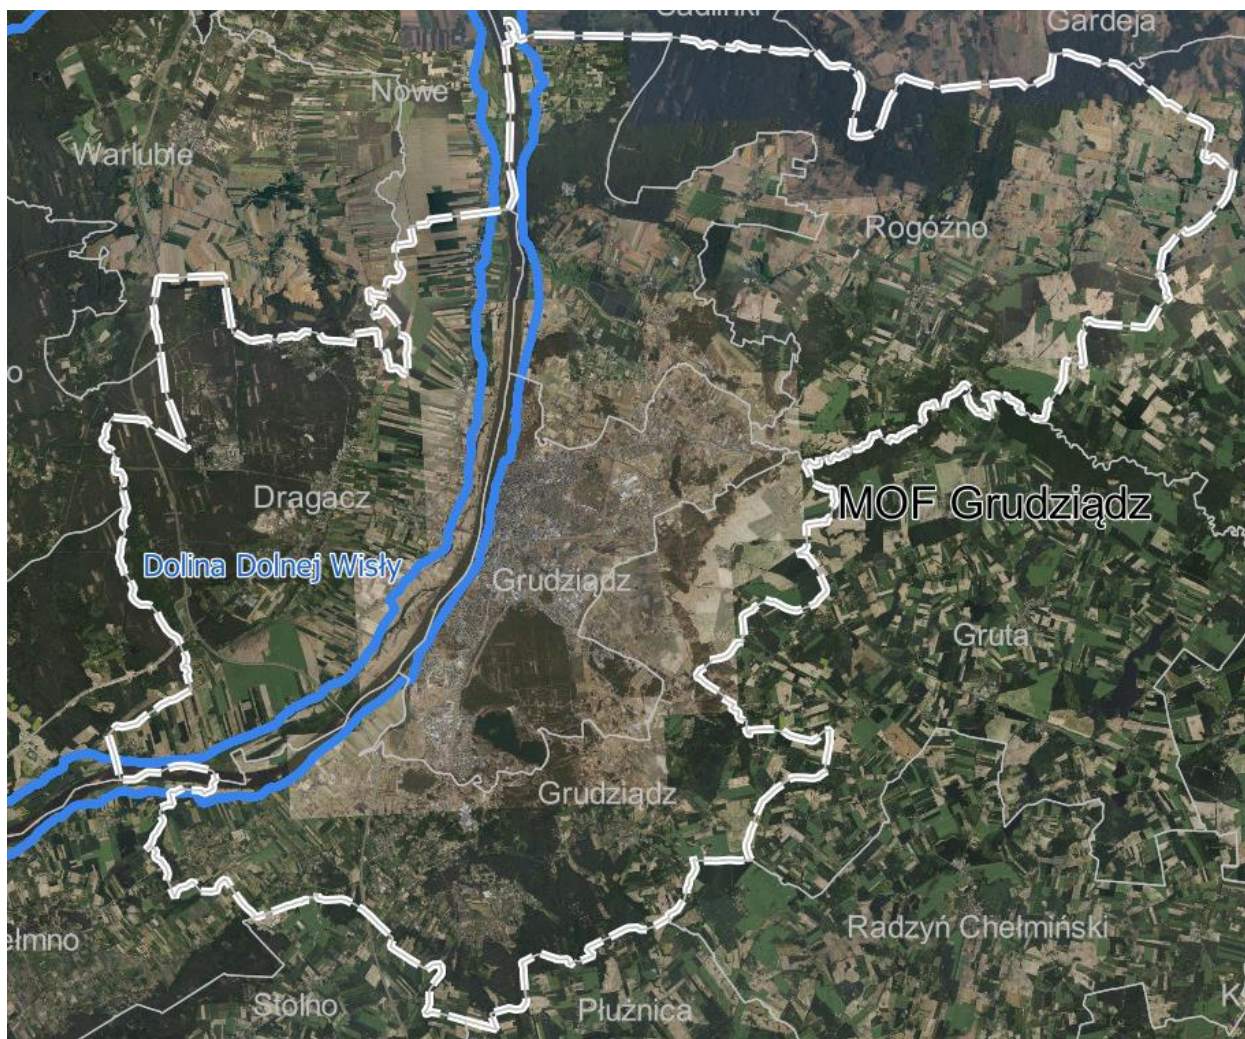 Gardeja
Nowe
Warlubie
Rogóźno
Dragacz
MOF Grudziądz
Dolina Dolnej Wisły
Grudziądz
Gruta
Grudziądz
Radzyń Chełmiński
Stolno
Płużnica